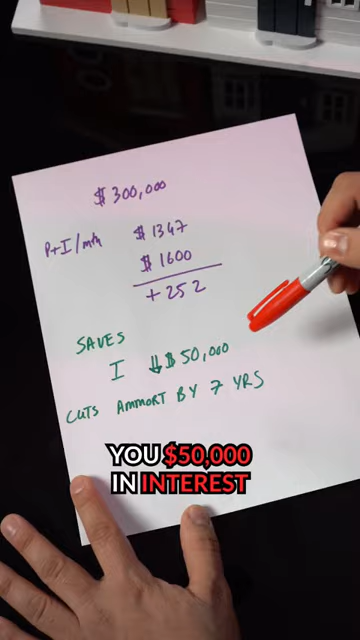 $300,000
P+I/mth $1347
$1600
+252
SAVES
I ↓$50,000
CUTS AMMORT BY 7 YRS
YOU $50,000
IN INTEREST